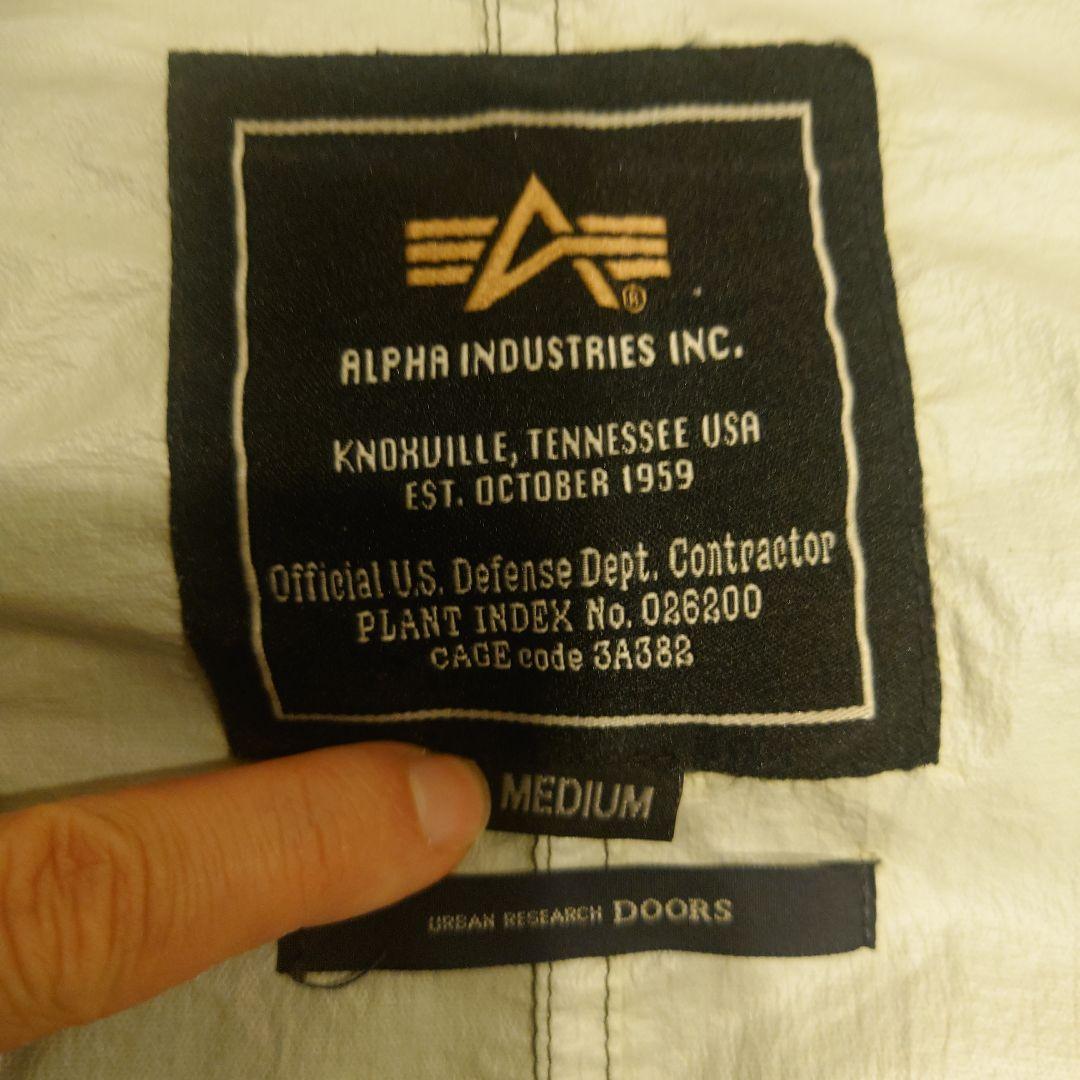 ALPHA INDUSTRIES INC.
KNOXVILLE, TENNESSEE USA
EST. OCTOBER 1959
Official U.S. Defense Dept. Contractor
PLANT INDEX No. 026200
CAGE code 3A382
MEDIUM
URBAN RESEARCH DOORS